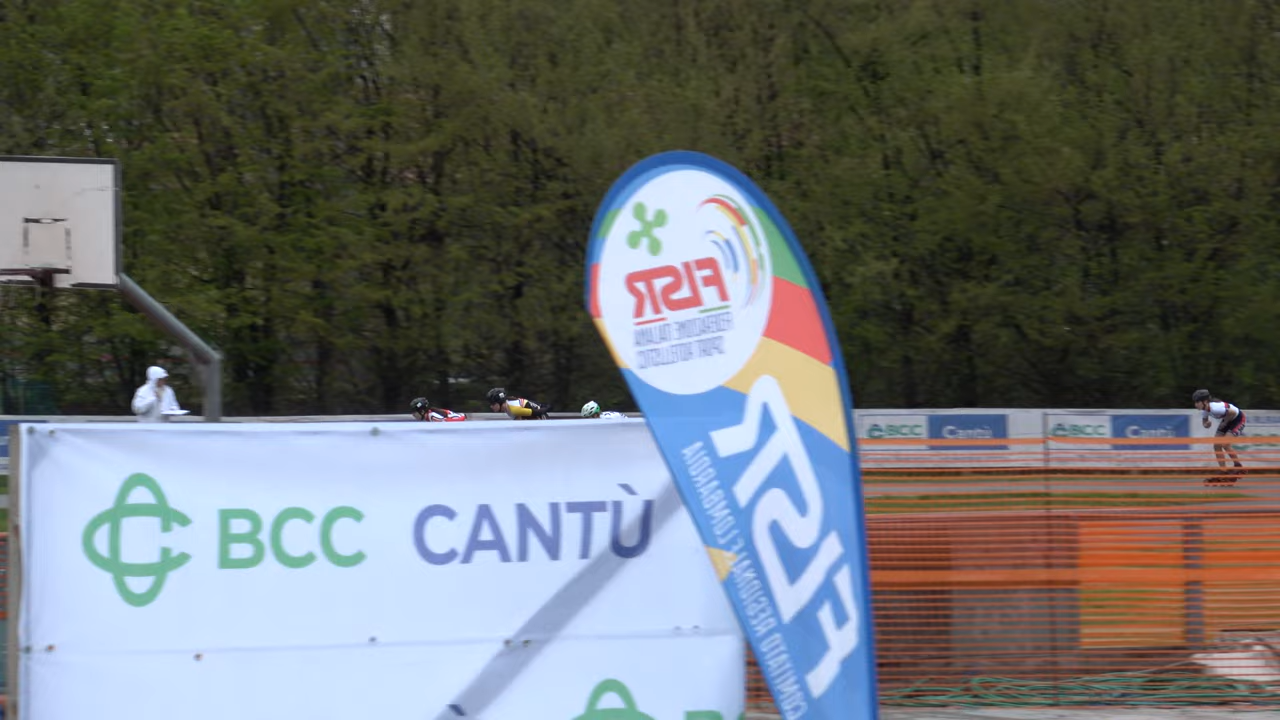 FISR
FEDERAZIONE ITALIANA
SPORT ROTELLISTICI
FISR
COMITATO REGIONALE LOMBARDIA
BCC CANTÙ
BCC Cantù
BCC Cantù